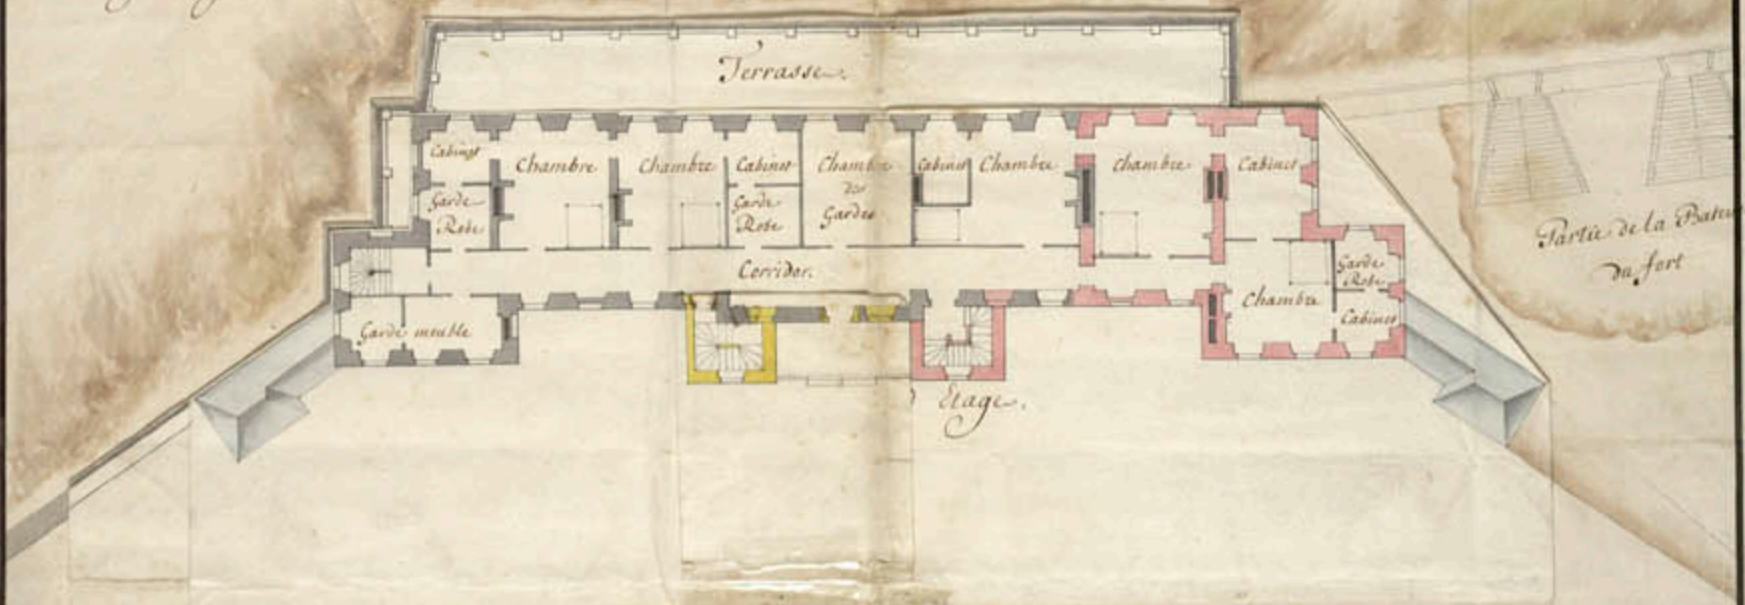 Terrasse.
Cabinet
Chambre
Chambre
Cabinet
Chambre
des
Gardes
Cabinet
Chambre
Chambre
Cabinet
Garde
Robe
Garde
Robe
Partie de la
du fort
Corridor.
Garde
Robe
Chambre
Cabinet
Garde meuble
Etage.